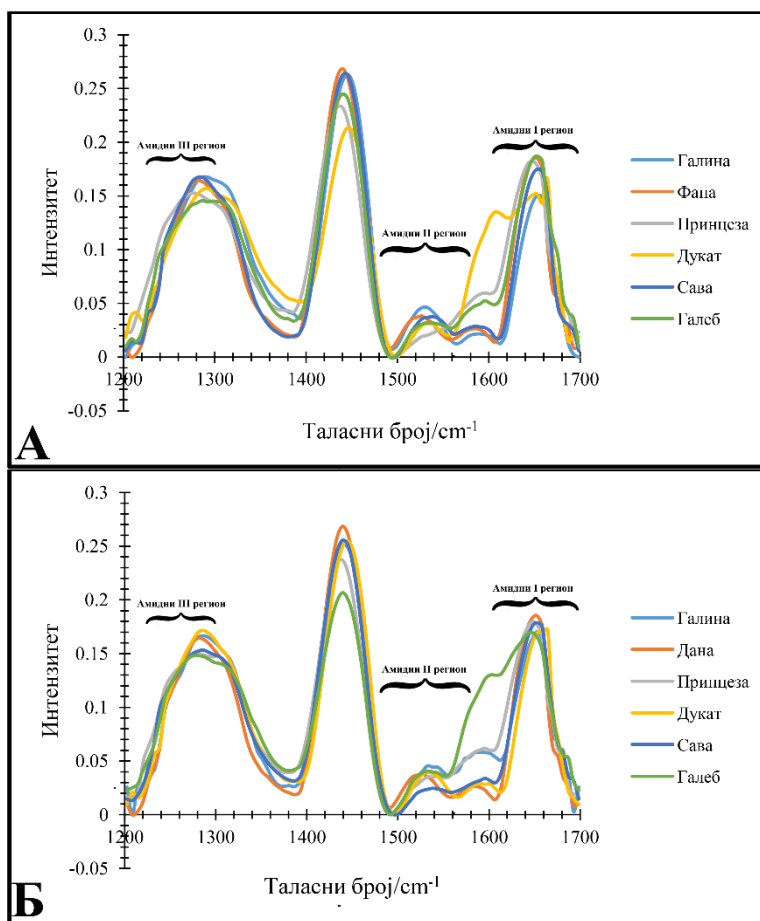 0.3
0.25
0.2
0.15
0.1
0.05
0
-0.05
Интензитет
1200
1300
1400
1500
1600
1700
Таласни број/cm-1
Амидни III регион
Амидни II регион
Амидни I регион
Галина
Фана
Принцеза
Дукат
Сава
Галеб
А
0.3
0.25
0.2
0.15
0.1
0.05
0
-0.05
Интензитет
1200
1300
1400
1500
1600
1700
Таласни број/cm-1
Амидни III регион
Амидни II регион
Амидни I регион
Галина
Дана
Принцеза
Дукат
Сава
Галеб
Б